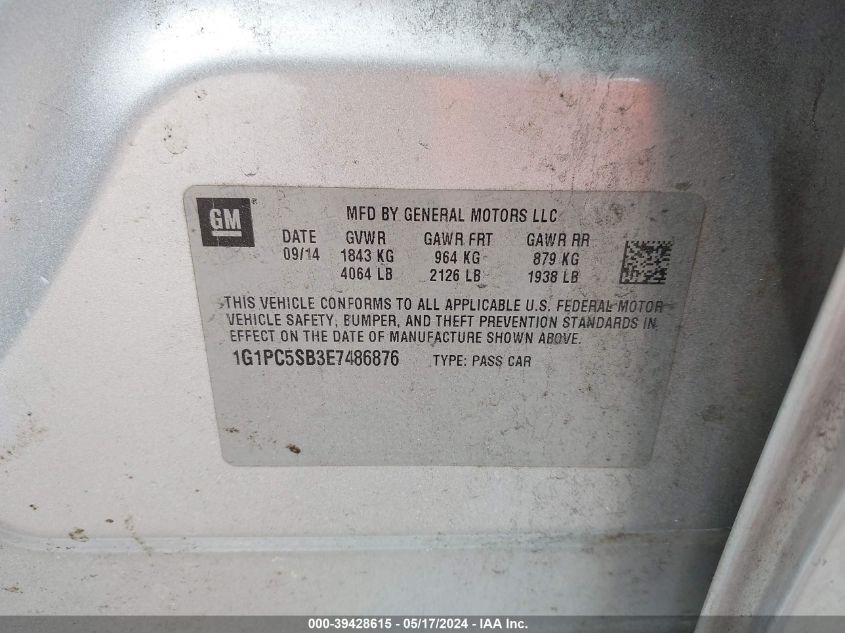 GM®
MFD BY GENERAL MOTORS LLC
DATE GVWR GAWR FRT GAWR RR
09/14 1843 KG 964 KG 879 KG
4064 LB 2126 LB 1938 LB
THIS VEHICLE CONFORMS TO ALL APPLICABLE U.S. FEDERAL MOTOR
VEHICLE SAFETY, BUMPER, AND THEFT PREVENTION STANDARDS IN
EFFECT ON THE DATE OF MANUFACTURE SHOWN ABOVE.
1G1PC5SB3E7486876 TYPE: PASS CAR
000-39428615 - 05/17/2024 - IAA Inc.